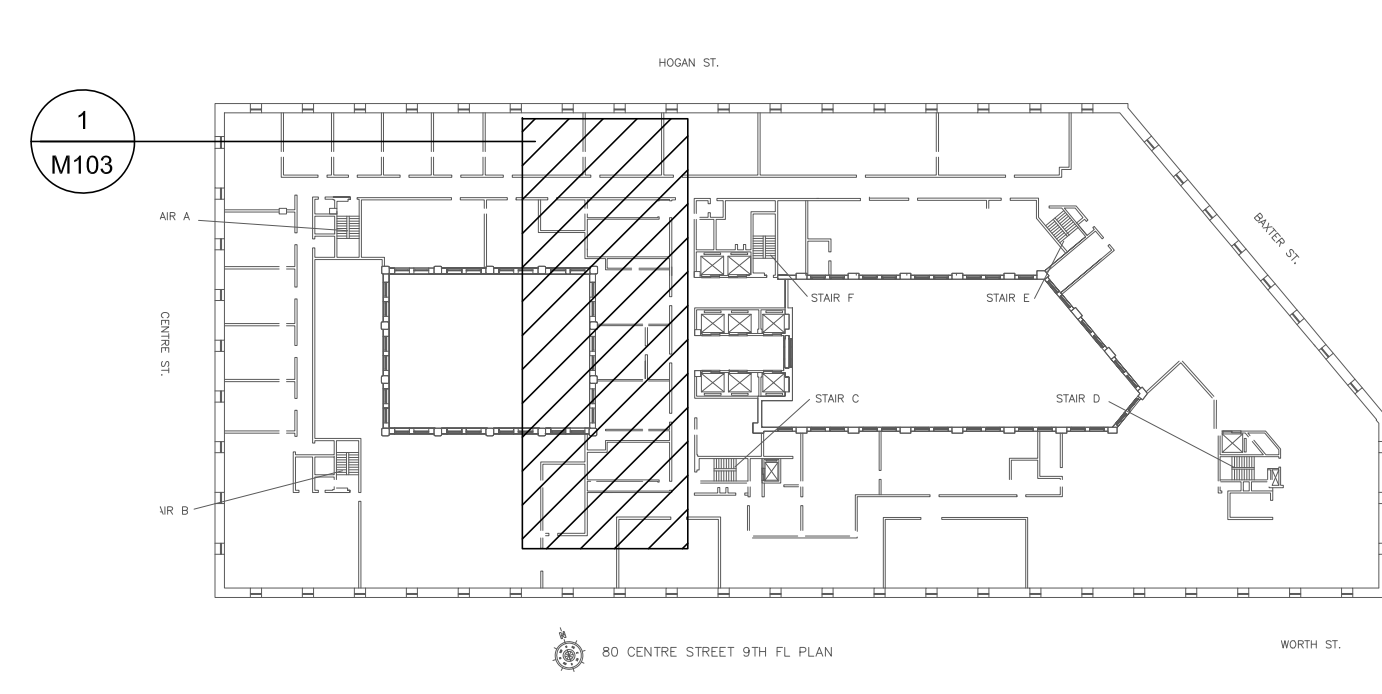 HOGAN ST.
1
M103
AIR A
BAXTER ST.
STAIR F
STAIR E
CENTRE ST.
STAIR C
STAIR D
AIR B
N
80 CENTRE STREET 9TH FL PLAN
WORTH ST.